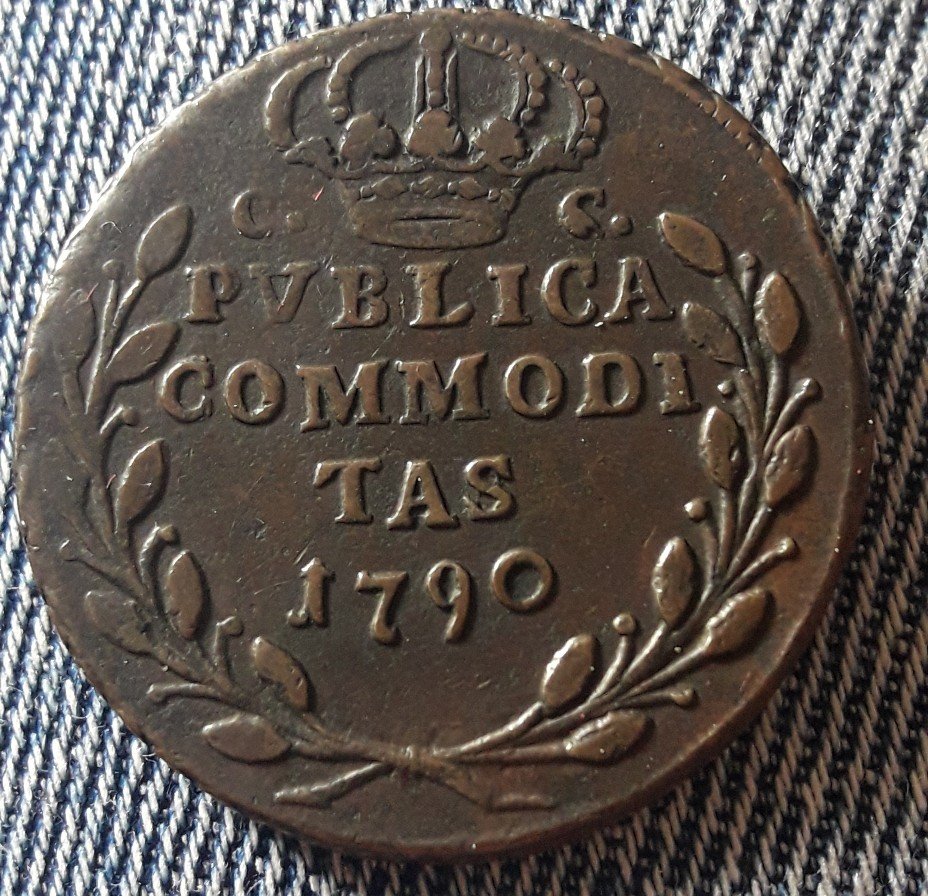 C. S.
PVBLICA
COMMODI
TAS
1790